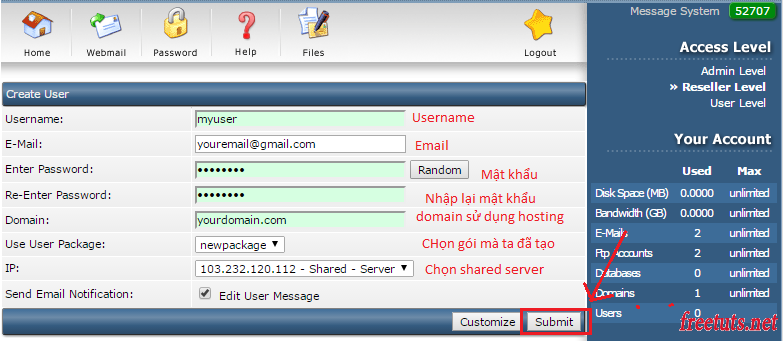 Home Webmail Password Help Files Logout
Message System 52707
Access Level
Admin Level
» Reseller Level
User Level
Create User
Username: myuser Username
E-Mail: youremail@gmail.com Email
Enter Password: •••••••• Random Mật khẩu
Re-Enter Password: •••••••• Nhập lại mật khẩu
Domain: yourdomain.com domain sử dụng hosting
Use User Package: newpackage CHọn gói mà ta đã tạo
IP: 103.232.120.112 - Shared - Server Chọn shared server
Send Email Notification: Edit User Message
Customize Submit
Your Account
Used Max
Disk Space (MB) 0.0000 unlimited
Bandwidth (GB) 0.0000 unlimited
E-Mails 2 unlimited
Ftp Accounts 2 unlimited
Databases 0 unlimited
Domains 1 unlimited
Users 0
freetuts.net